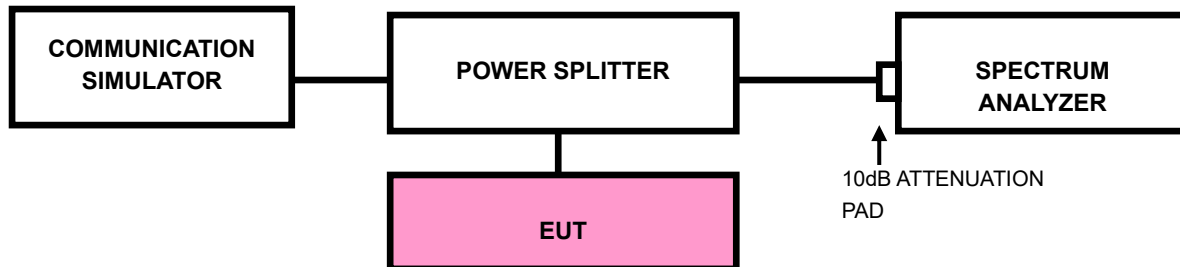 COMMUNICATION
SIMULATOR
POWER SPLITTER
SPECTRUM
ANALYZER
10dB ATTENUATION
PAD
EUT